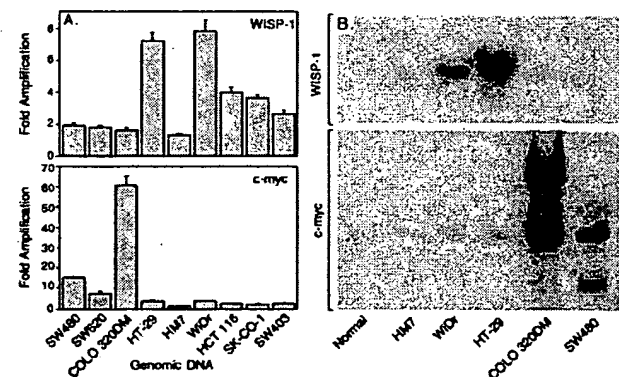 A.
WISP-1
Fold Amplification
8
6
4
2
0
c-myc
Fold Amplification
70
60
50
40
30
20
10
0
SW480
SW620
COLO 320DM
HT-29
HM7
WiDr
HCT 116
SK-CO-1
SW403
Genomic DNA
B.
WISP-1
c-myc
Normal
HM7
WiDr
HT-29
COLO 320DM
SW480